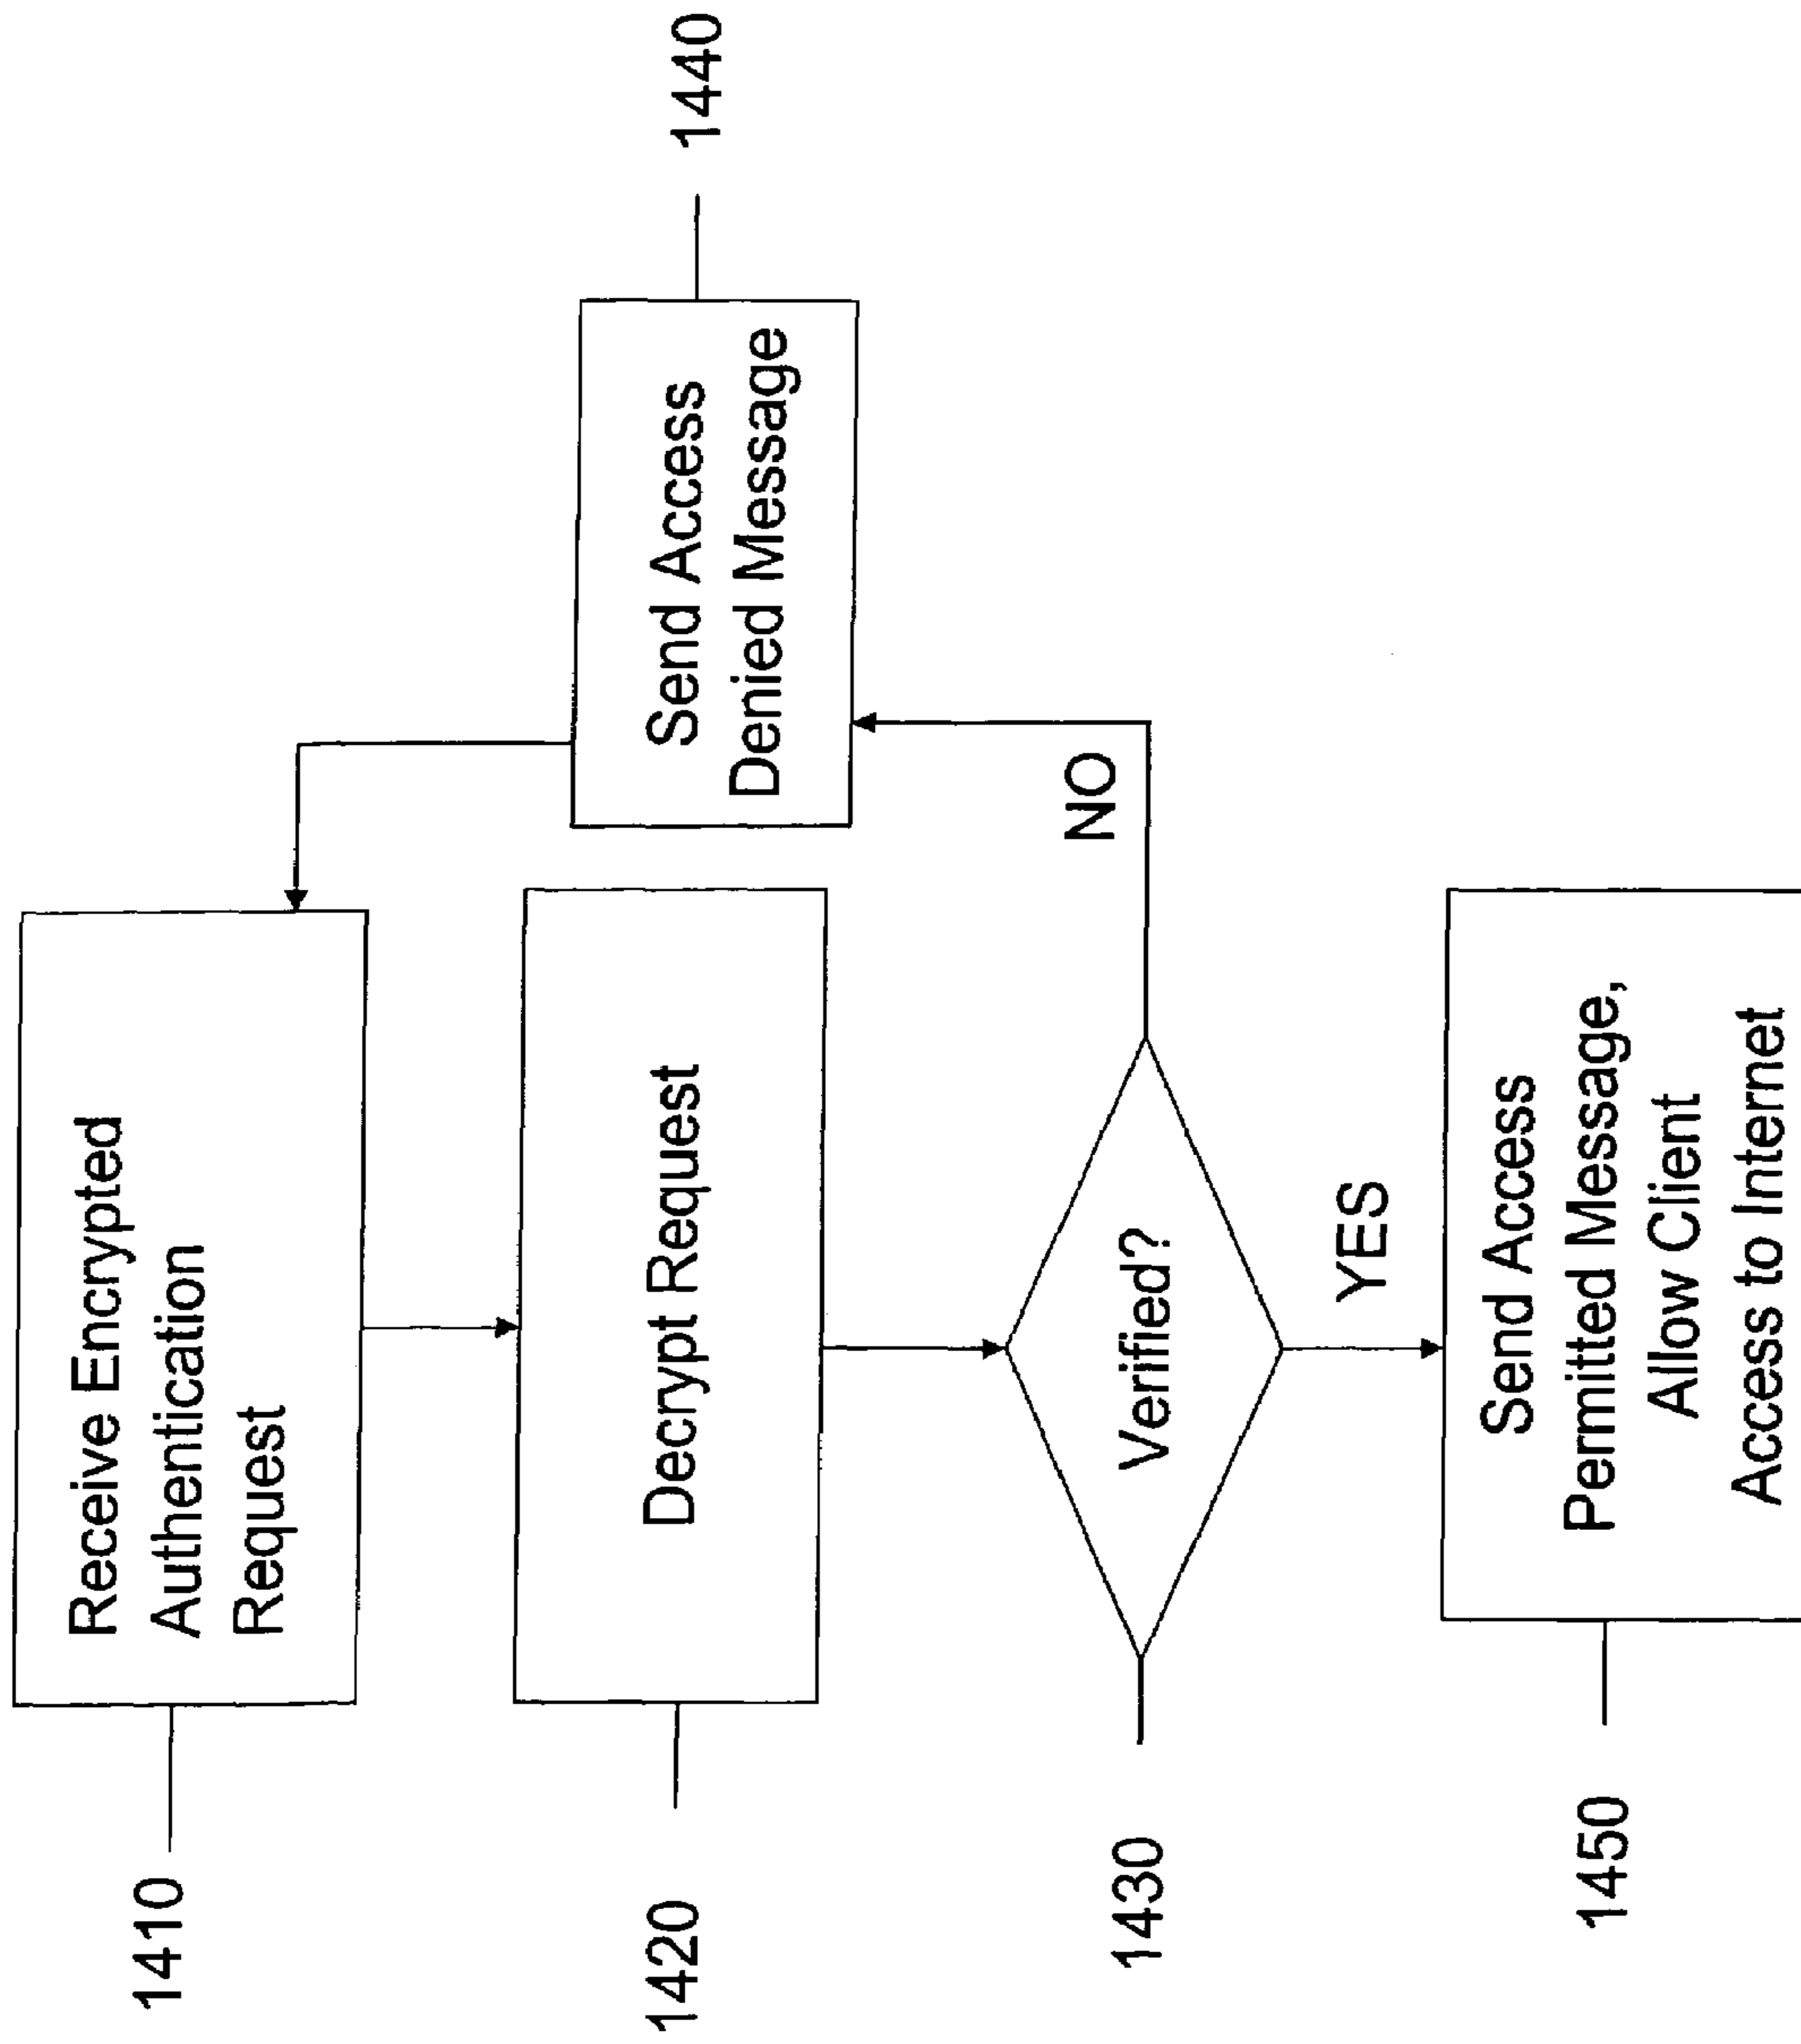 1410
Receive Encrypted
Authentication
Request
1420
Decrypt Request
1430
Verified?
NO
Send Access
Denied Message
1440
YES
1450
Send Access
Permitted Message,
Allow Client
Access to Internet